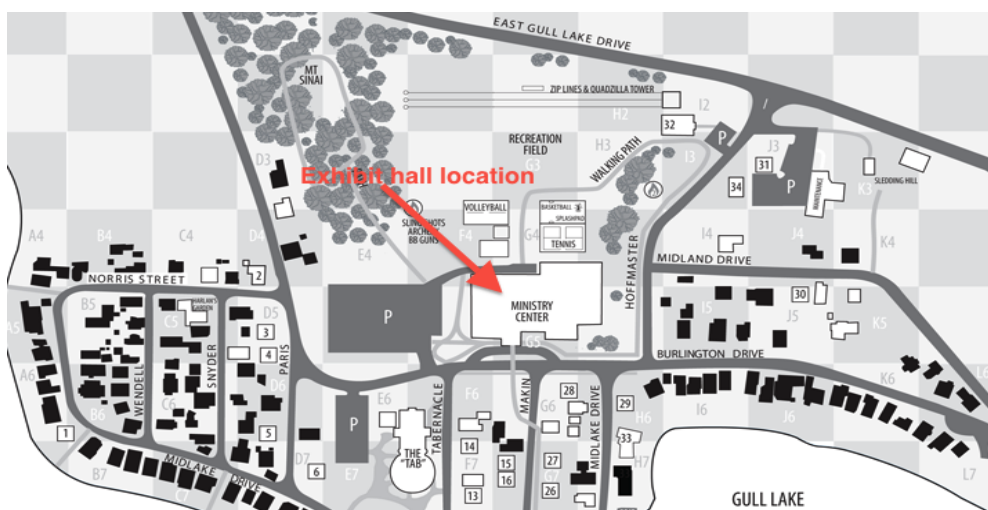 EAST GULL LAKE DRIVE
MT
SINAI
ZIP LINES & QUADZILLA TOWER
I2
H2
32
P
I
RECREATION
FIELD
G3
H3
WALKING PATH
I3
J3
31
P
MAINTENANCE
34
SLEDDING HILL
K3
D3
Exhibit hall location
VOLLEYBALL
BASKETBALL
SPLASHPAD
TENNIS
SLINGSHOTS
ARCHERY
BB GUNS
A4
B4
C4
D4
E4
F4
G4
I4
J4
K4
NORRIS STREET
2
MIDLAND DRIVE
HOFFMASTER
MINISTRY
CENTER
P
A5
B5
HARLAN'S
GARDEN
C5
D5
3
4
G5
I5
J5
30
K5
BURLINGTON DRIVE
A6
B6
C6
D6
WENDELL
SNYDER
PARIS
E6
F6
G6
H6
I6
J6
K6
L6
TABERNACLE
MAKIN
MIDLAKE DRIVE
28
29
33
1
5
6
P
THE
"TAB"
14
15
16
13
27
26
MIDLAKE DRIVE
B7
C7
D7
E7
F7
G7
H7
L7
GULL LAKE